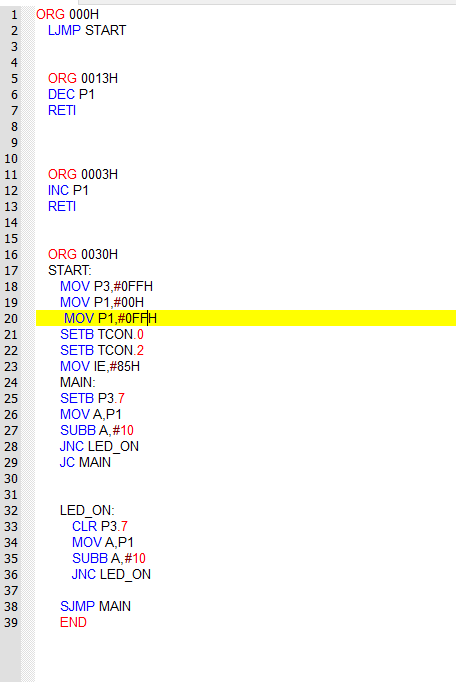 1 ORG 000H
2 LJMP START
3
4
5 ORG 0013H
6 DEC P1
7 RETI
8
9
10
11 ORG 0003H
12 INC P1
13 RETI
14
15
16 ORG 0030H
17 START:
18 MOV P3,#0FFH
19 MOV P1,#00H
20 MOV P1,#0FFH
21 SETB TCON.0
22 SETB TCON.2
23 MOV IE,#85H
24 MAIN:
25 SETB P3.7
26 MOV A,P1
27 SUBB A,#10
28 JNC LED_ON
29 JC MAIN
30
31
32 LED_ON:
33 CLR P3.7
34 MOV A,P1
35 SUBB A,#10
36 JNC LED_ON
37
38 SJMP MAIN
39 END